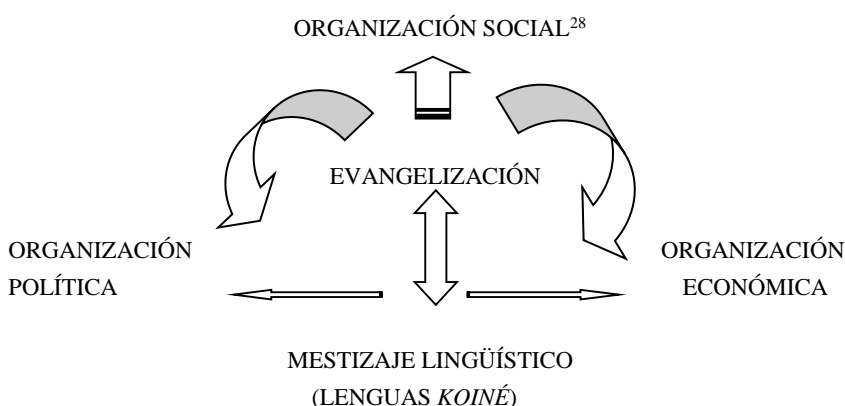 ORGANIZACIÓN SOCIAL28
EVANGELIZACIÓN
ORGANIZACIÓN
POLÍTICA
ORGANIZACIÓN
ECONÓMICA
MESTIZAJE LINGÜÍSTICO
(LENGUAS KOINÉ)